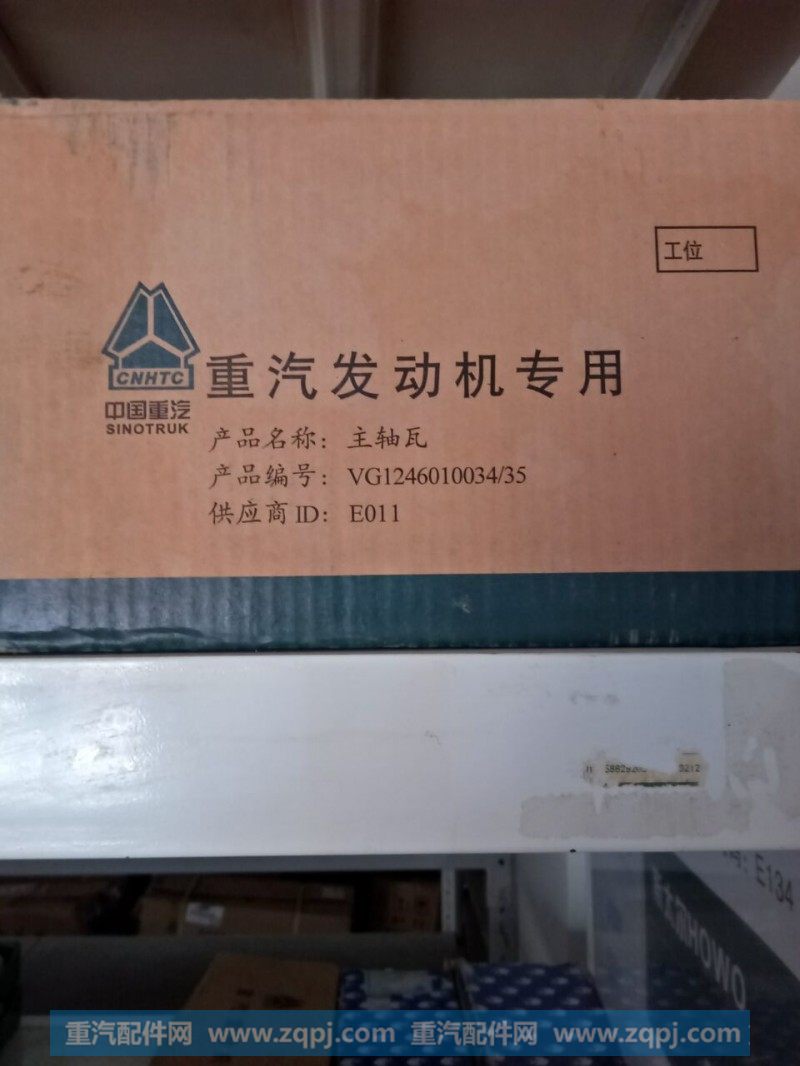 工位
CNHTC
中国重汽
SINOTRUK
重汽发动机专用
产品名称：主轴瓦
产品编号：VG1246010034/35
供应商 ID：E011
E134
HOWO
重汽配件网 www.zqpj.com 重汽配件网 www.zqpj.com